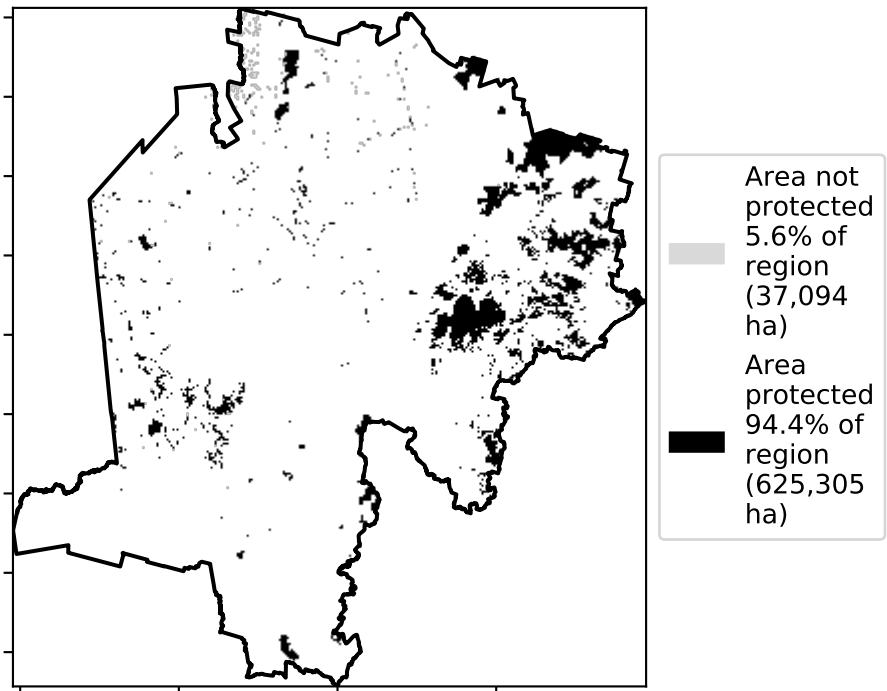 Area not
protected
5.6% of
region
(37,094
ha)
Area
protected
94.4% of
region
(625,305
ha)